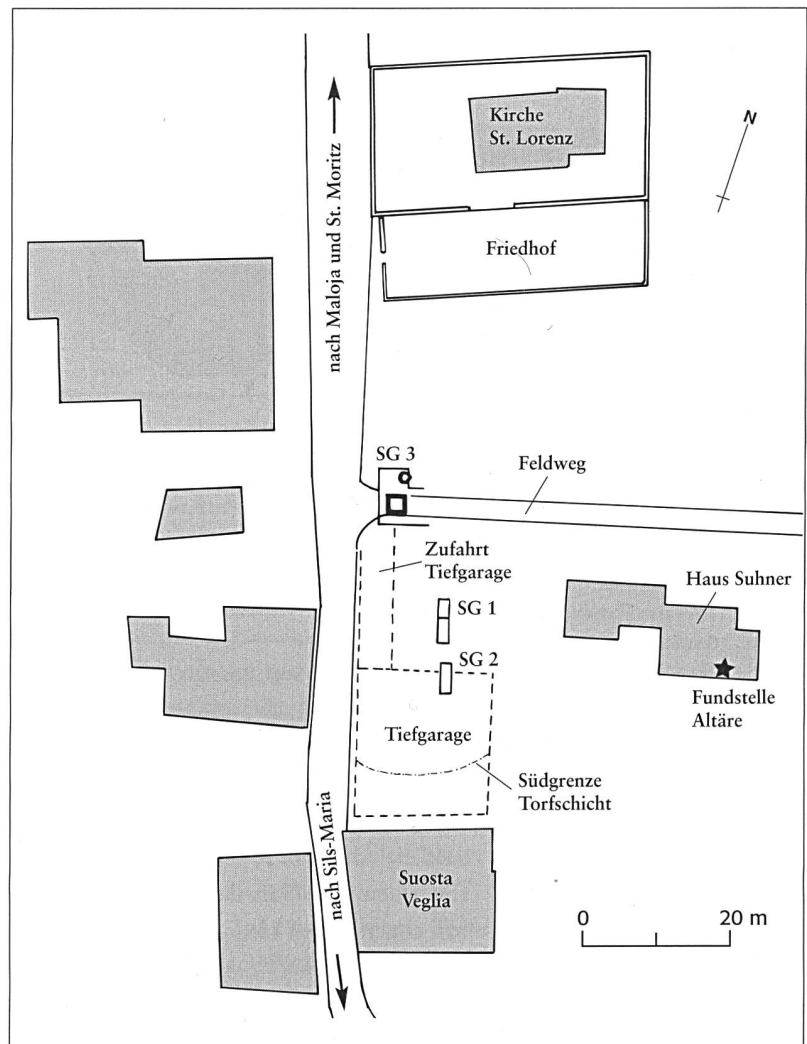 Kirche
St. Lorenz
N
nach Maloja und St. Moritz
Friedhof
SG 3
Feldweg
Zufahrt
Tiefgarage
Haus Suhner
SG 1
SG 2
Fundstelle
Altäre
Tiefgarage
Südgrenze
Torfschicht
nach Sils-Maria
Suosta
Veglia
0 20 m